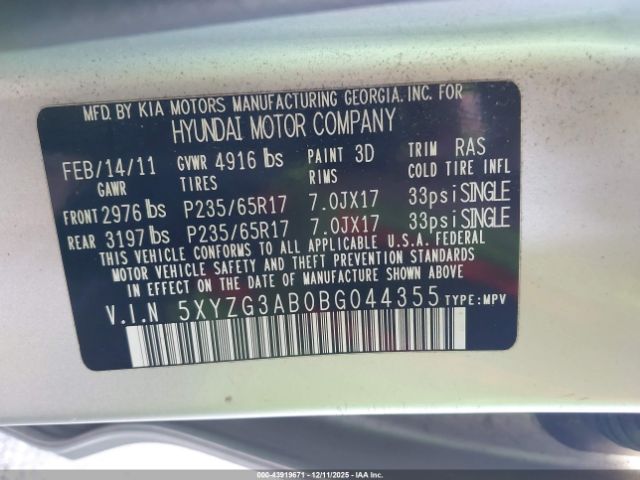 MFD. BY KIA MOTORS MANUFACTURING GEORGIA. INC. FOR
HYUNDAI MOTOR COMPANY
FEB/14/11 GVWR 4916 lbs PAINT 3D TRIM RAS
GAWR TIRES RIMS COLD TIRE INFL
FRONT 2976 lbs P235/65R17 7.0JX17 33psi SINGLE
REAR 3197 lbs P235/65R17 7.0JX17 33psi SINGLE
THIS VEHICLE CONFORMS TO ALL APPLICABLE U.S.A. FEDERAL
MOTOR VEHICLE SAFETY AND THEFT PREVENTION STANDARDS
IN EFFECT ON THE DATE OF MANUFACTURE SHOWN ABOVE.
V.I.N 5XYZG3AB0BG044355 TYPE:MPV
000-43919671 - 12/11/2025 - IAAI.COM